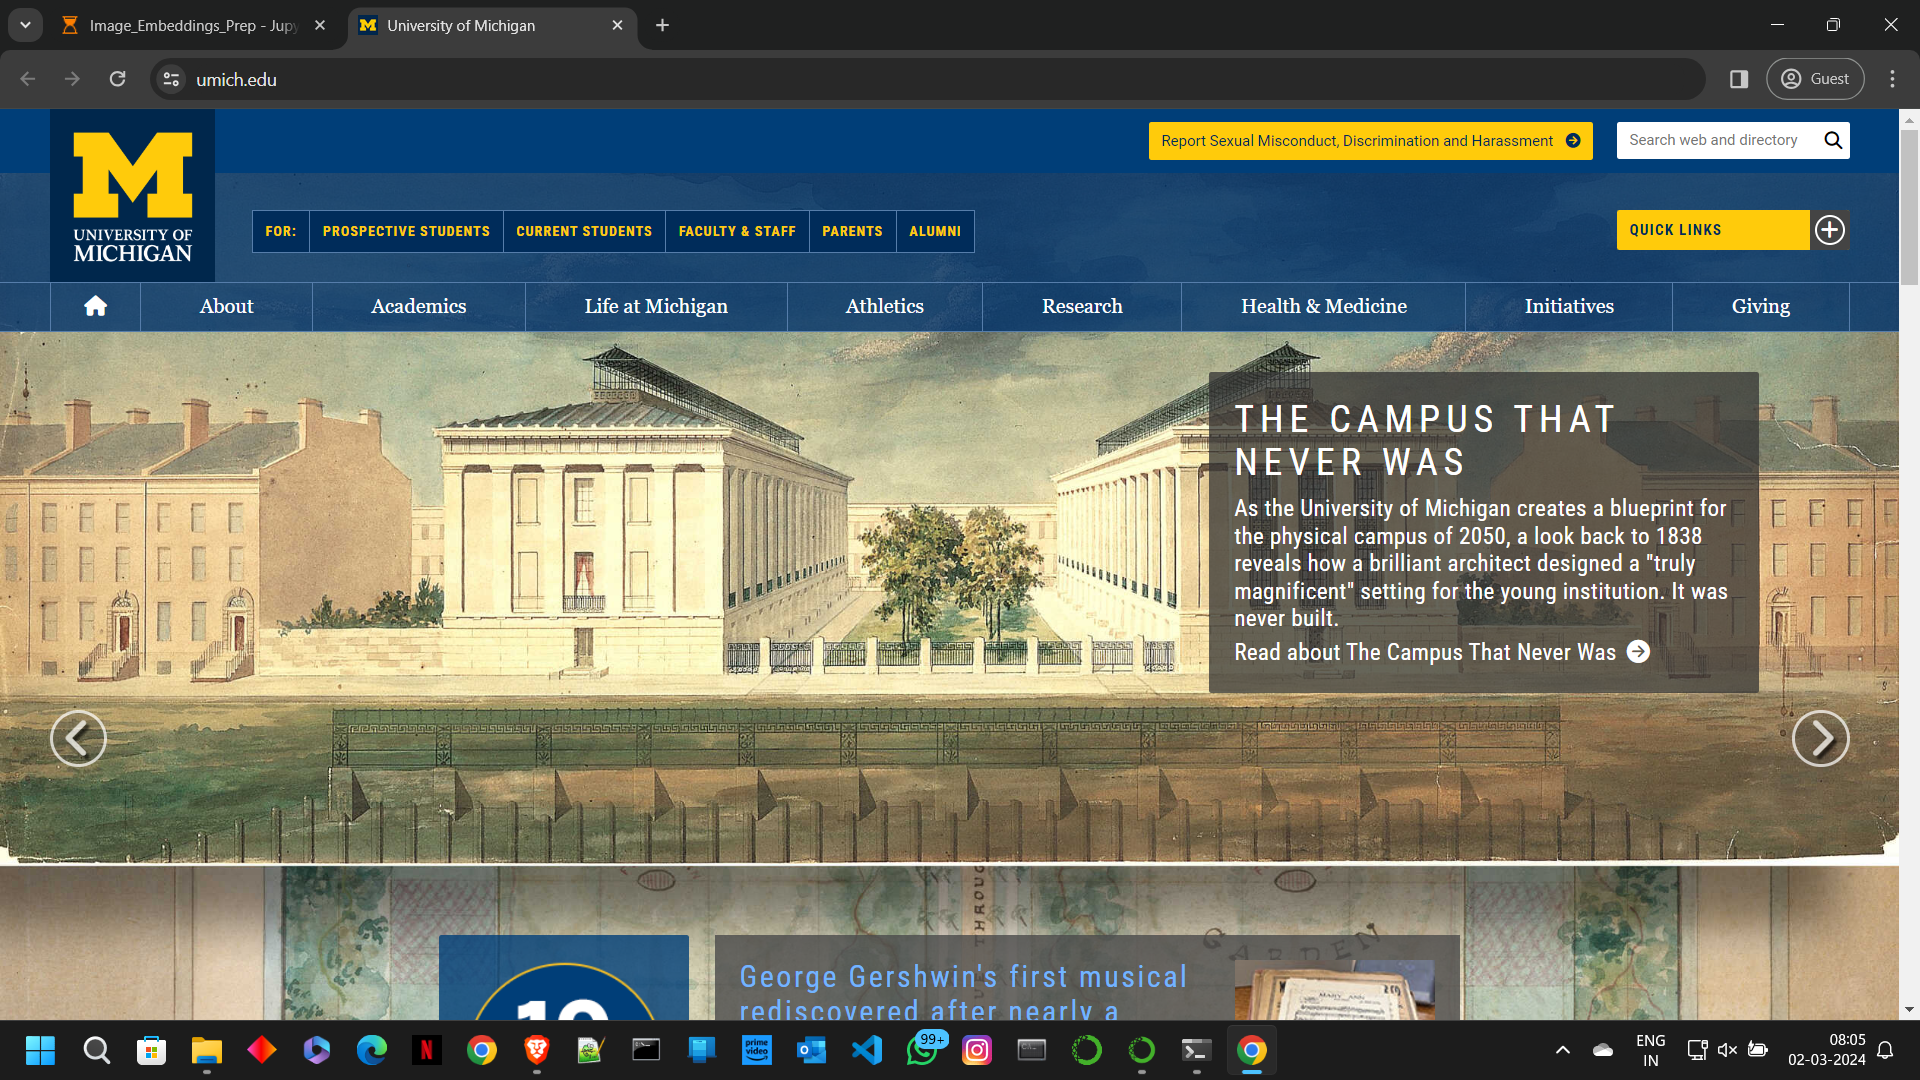 Image_Embeddings_Prep - Jupy
University of Michigan
umich.edu
Guest
Report Sexual Misconduct, Discrimination and Harassment
Search web and directory
M
UNIVERSITY OF
MICHIGAN
FOR:
PROSPECTIVE STUDENTS
CURRENT STUDENTS
FACULTY & STAFF
PARENTS
ALUMNI
QUICK LINKS
About
Academics
Life at Michigan
Athletics
Research
Health & Medicine
Initiatives
Giving
THE CAMPUS THAT
NEVER WAS
As the University of Michigan creates a blueprint for
the physical campus of 2050, a look back to 1838
reveals how a brilliant architect designed a "truly
magnificent" setting for the young institution. It was
never built.
Read about The Campus That Never Was
GARDEN
George Gershwin's first musical
rediscovered after nearly a
MARY ANN
prime
video
99+
ENG
IN
08:05
02-03-2024